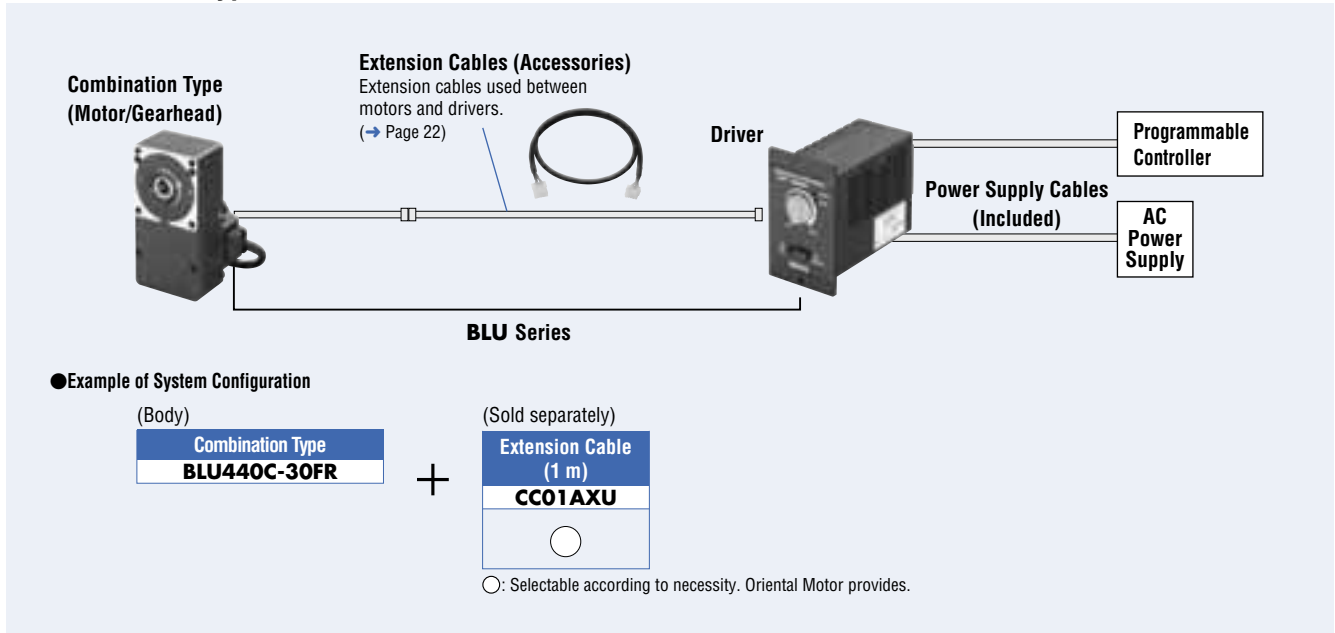 Combination Type
(Motor/Gearhead)
Extension Cables (Accessories)
Extension cables used between
motors and drivers.
(➜ Page 22)
Driver
Programmable
Controller
Power Supply Cables
(Included)
AC
Power
Supply
BLU Series
●Example of System Configuration
(Body)
Combination Type
BLU440C-30FR
+
(Sold separately)
Extension Cable
(1 m)
CC01AXU
○
○: Selectable according to necessity. Oriental Motor provides.